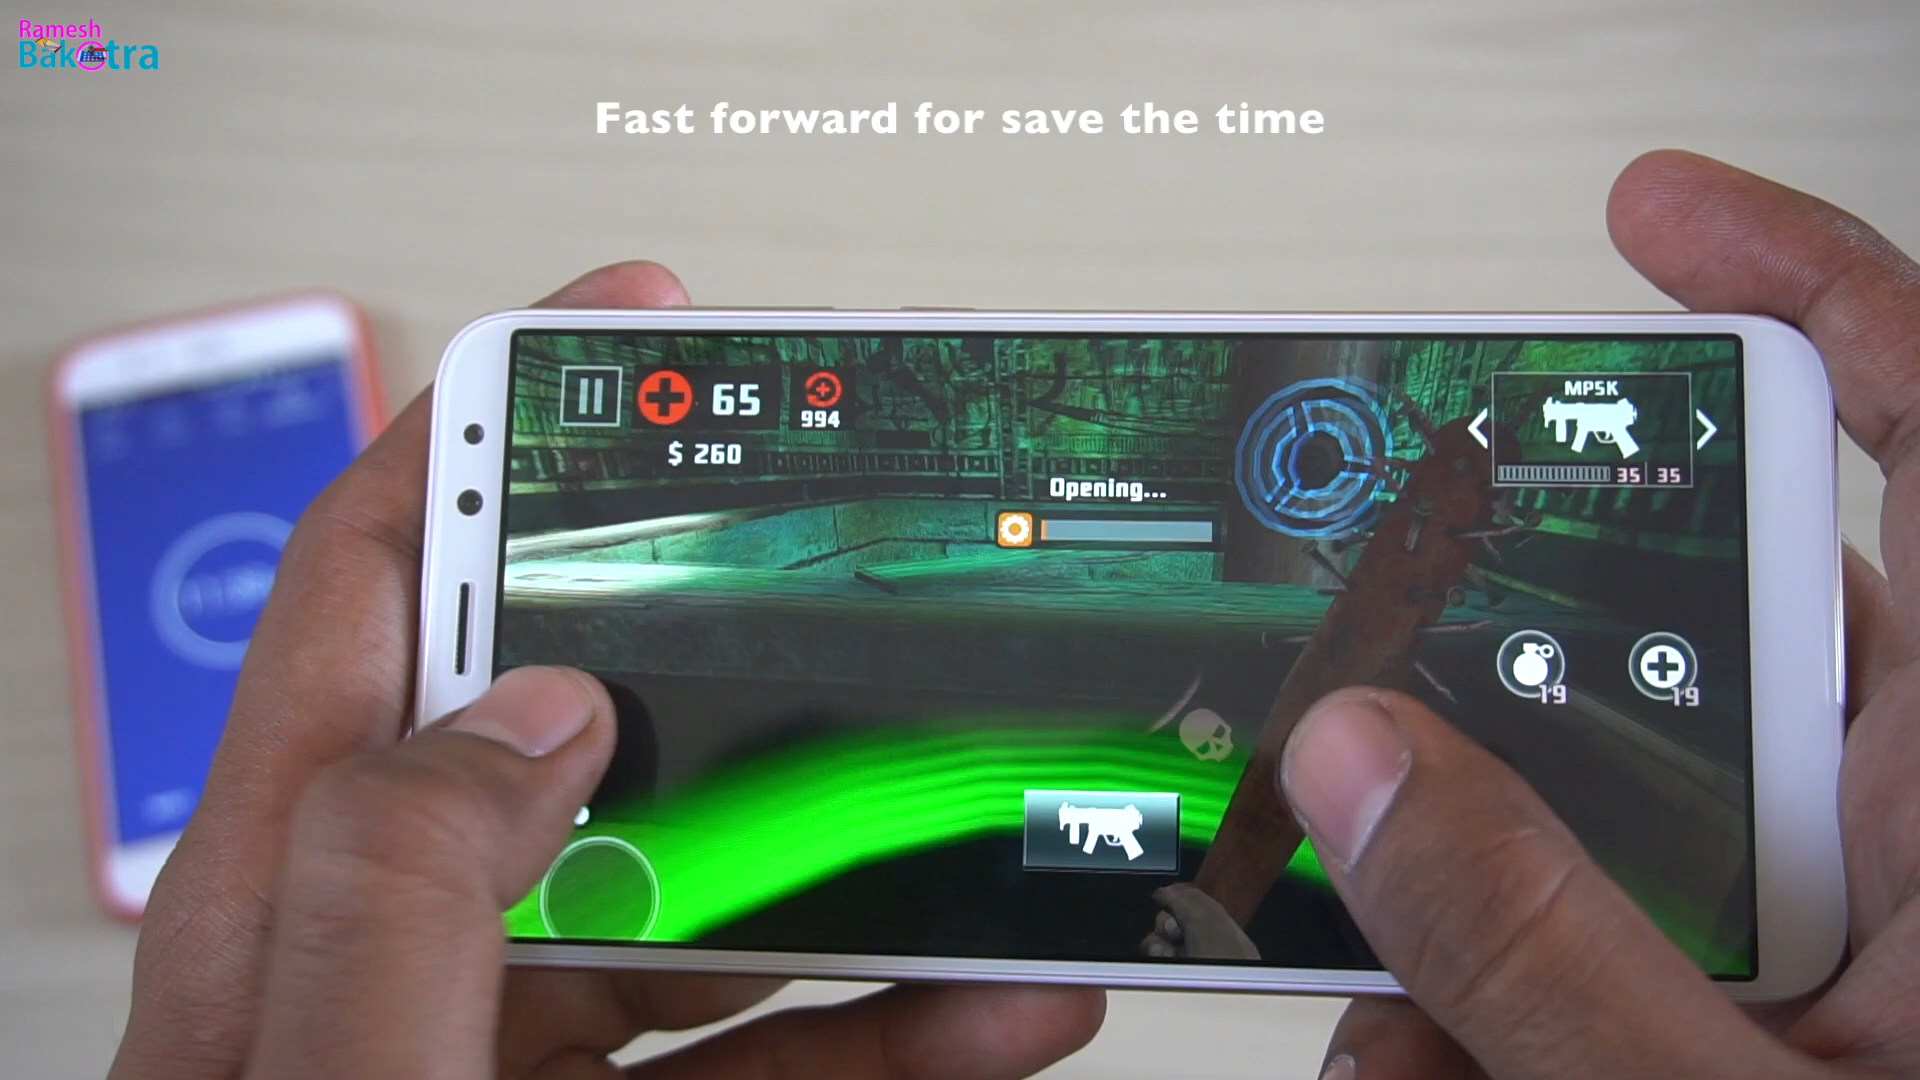 Ramesh
Bakotra
Fast forward for save the time
65
994
$ 260
Opening...
MP5K
35 35
19
19